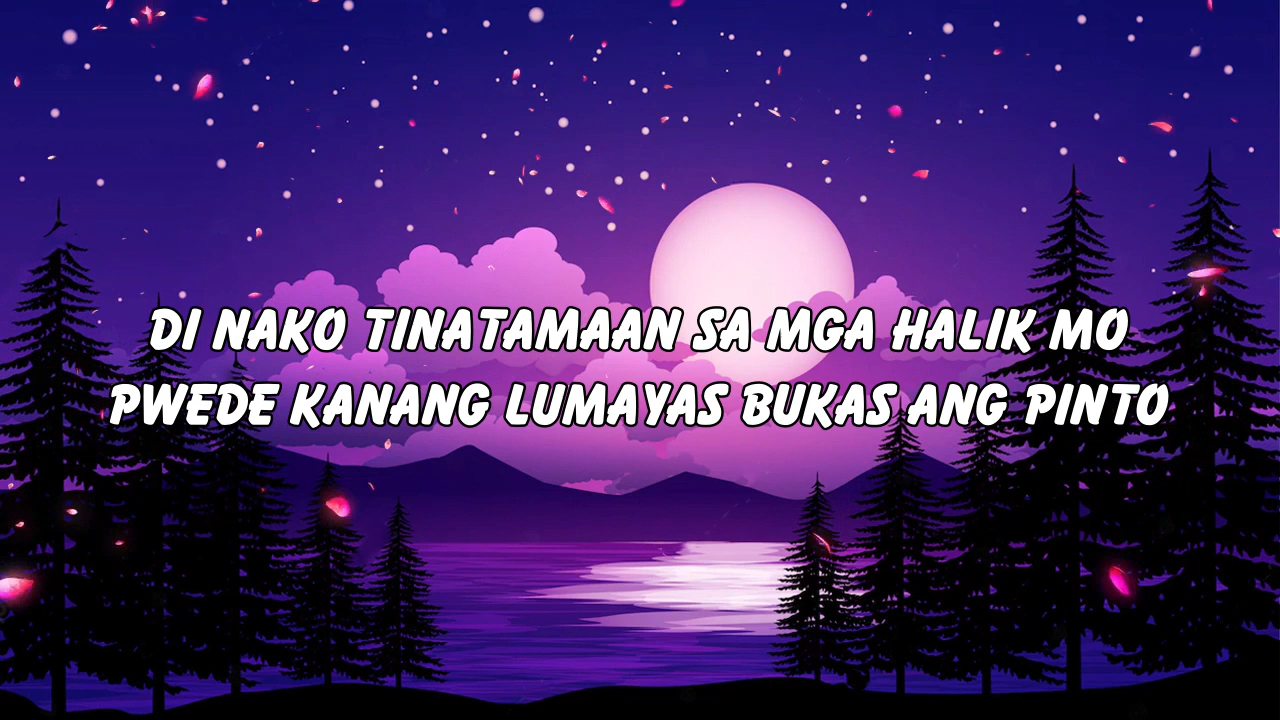 DI NAKO TINATAMAAN SA MGA HALIK MO
PWEDE KANANG LUMAYAS BUKAS ANG PINTO